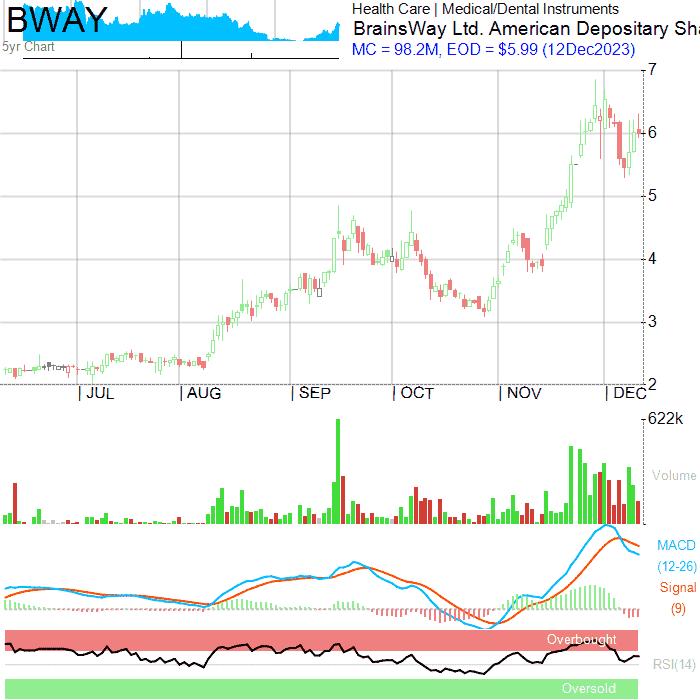 BWAY
5yr Chart
Health Care | Medical/Dental Instruments
BrainsWay Ltd. American Depositary Sha
MC = 98.2M, EOD = $5.99 (12Dec2023)
7
6
5
4
3
2
JUL
AUG
SEP
OCT
NOV
DEC
622k
Volume
MACD
(12-26)
Signal
(9)
Overbought
RSI(14)
Oversold